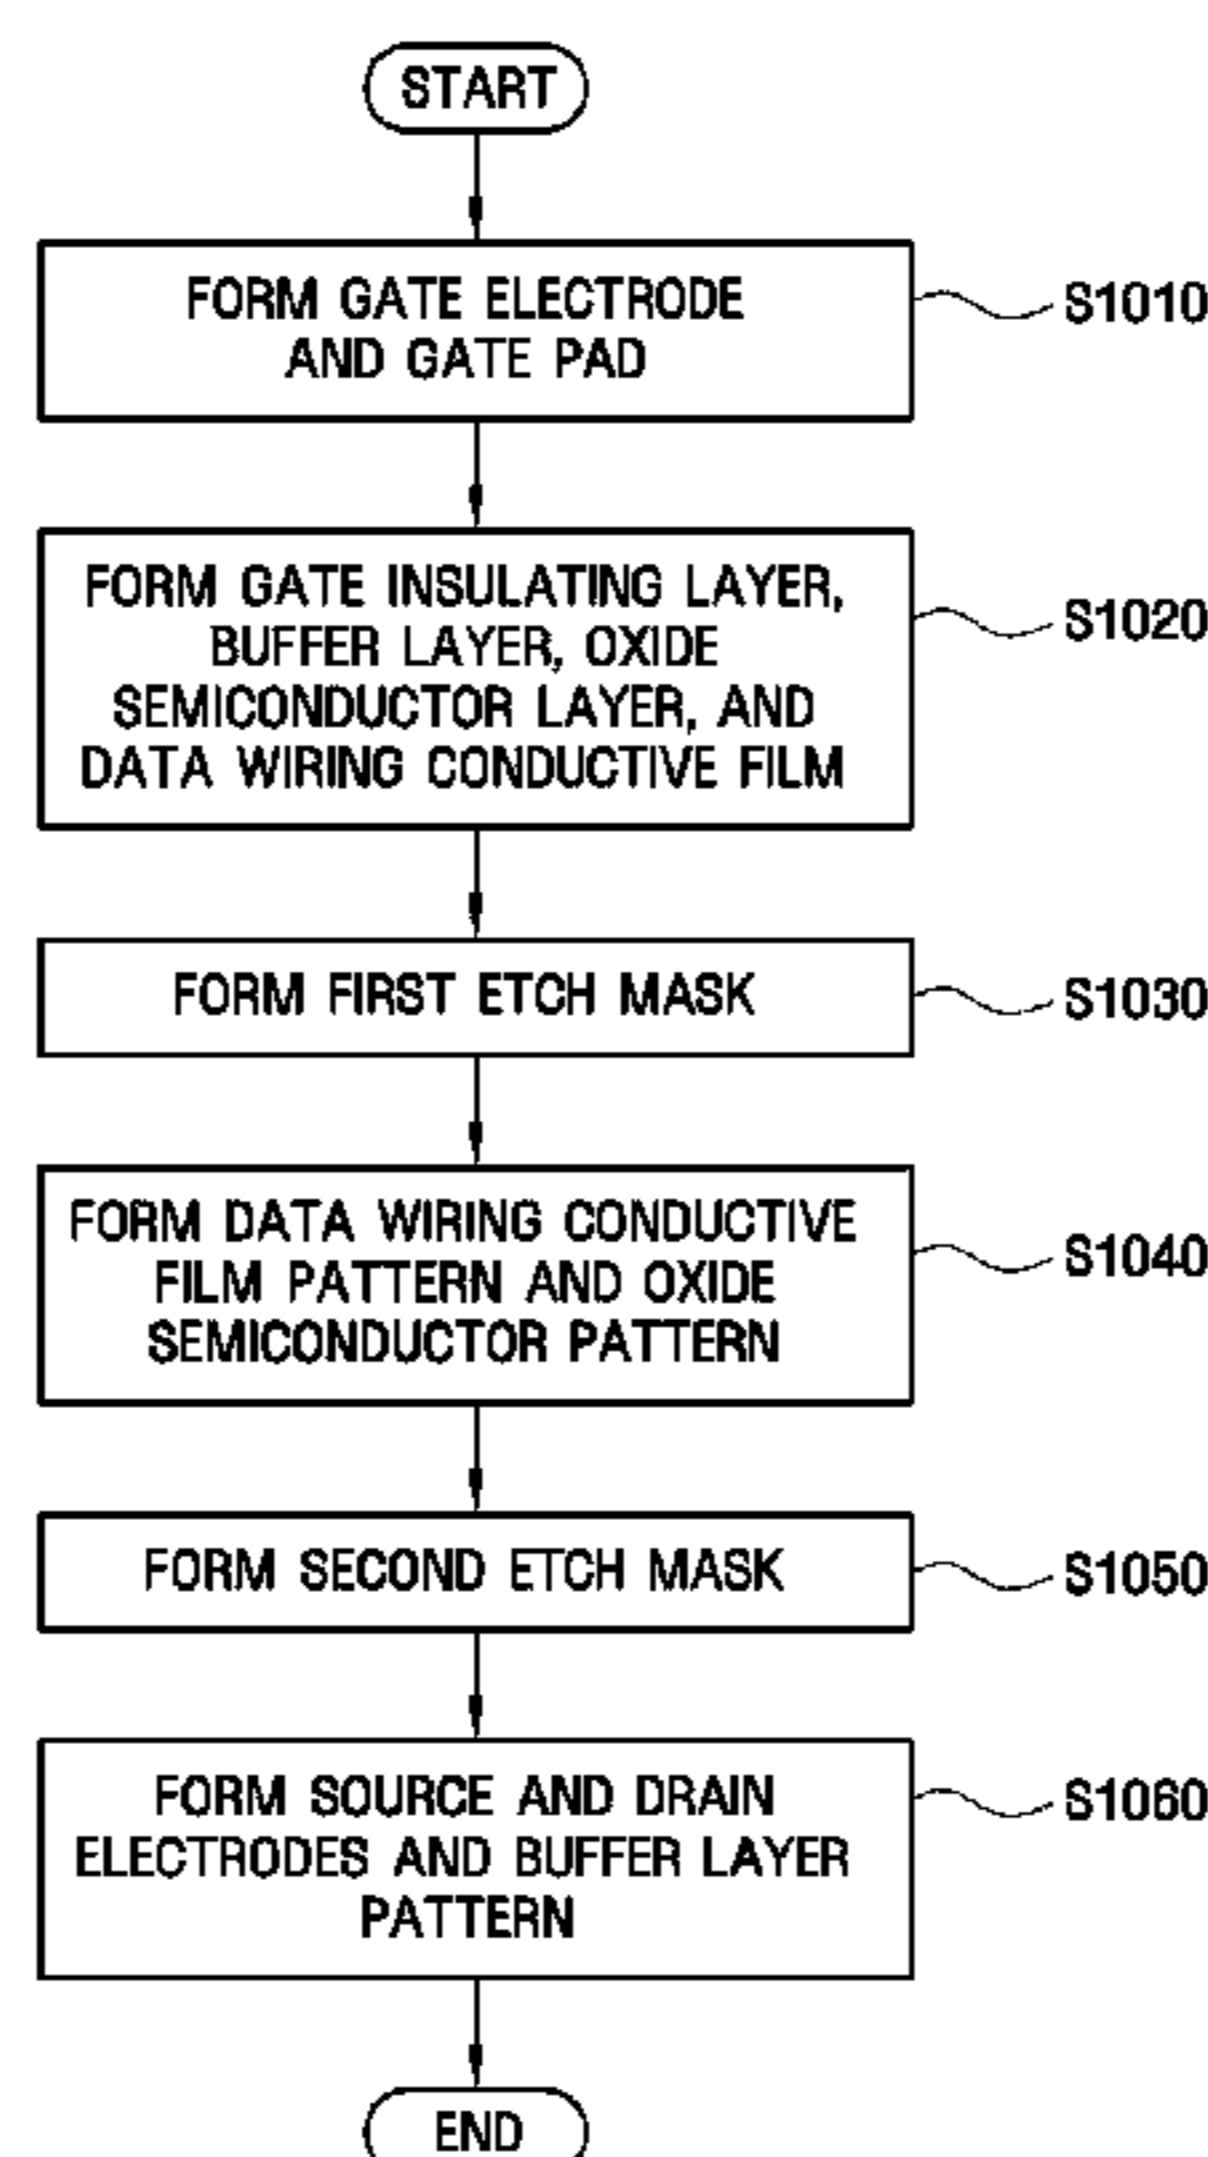 START
FORM GATE ELECTRODE
AND GATE PAD
S1010
FORM GATE INSULATING LAYER,
BUFFER LAYER, OXIDE
SEMICONDUCTOR LAYER, AND
DATA WIRING CONDUCTIVE FILM
S1020
FORM FIRST ETCH MASK
S1030
FORM DATA WIRING CONDUCTIVE
FILM PATTERN AND OXIDE
SEMICONDUCTOR PATTERN
S1040
FORM SECOND ETCH MASK
S1050
FORM SOURCE AND DRAIN
ELECTRODES AND BUFFER LAYER
PATTERN
S1060
END